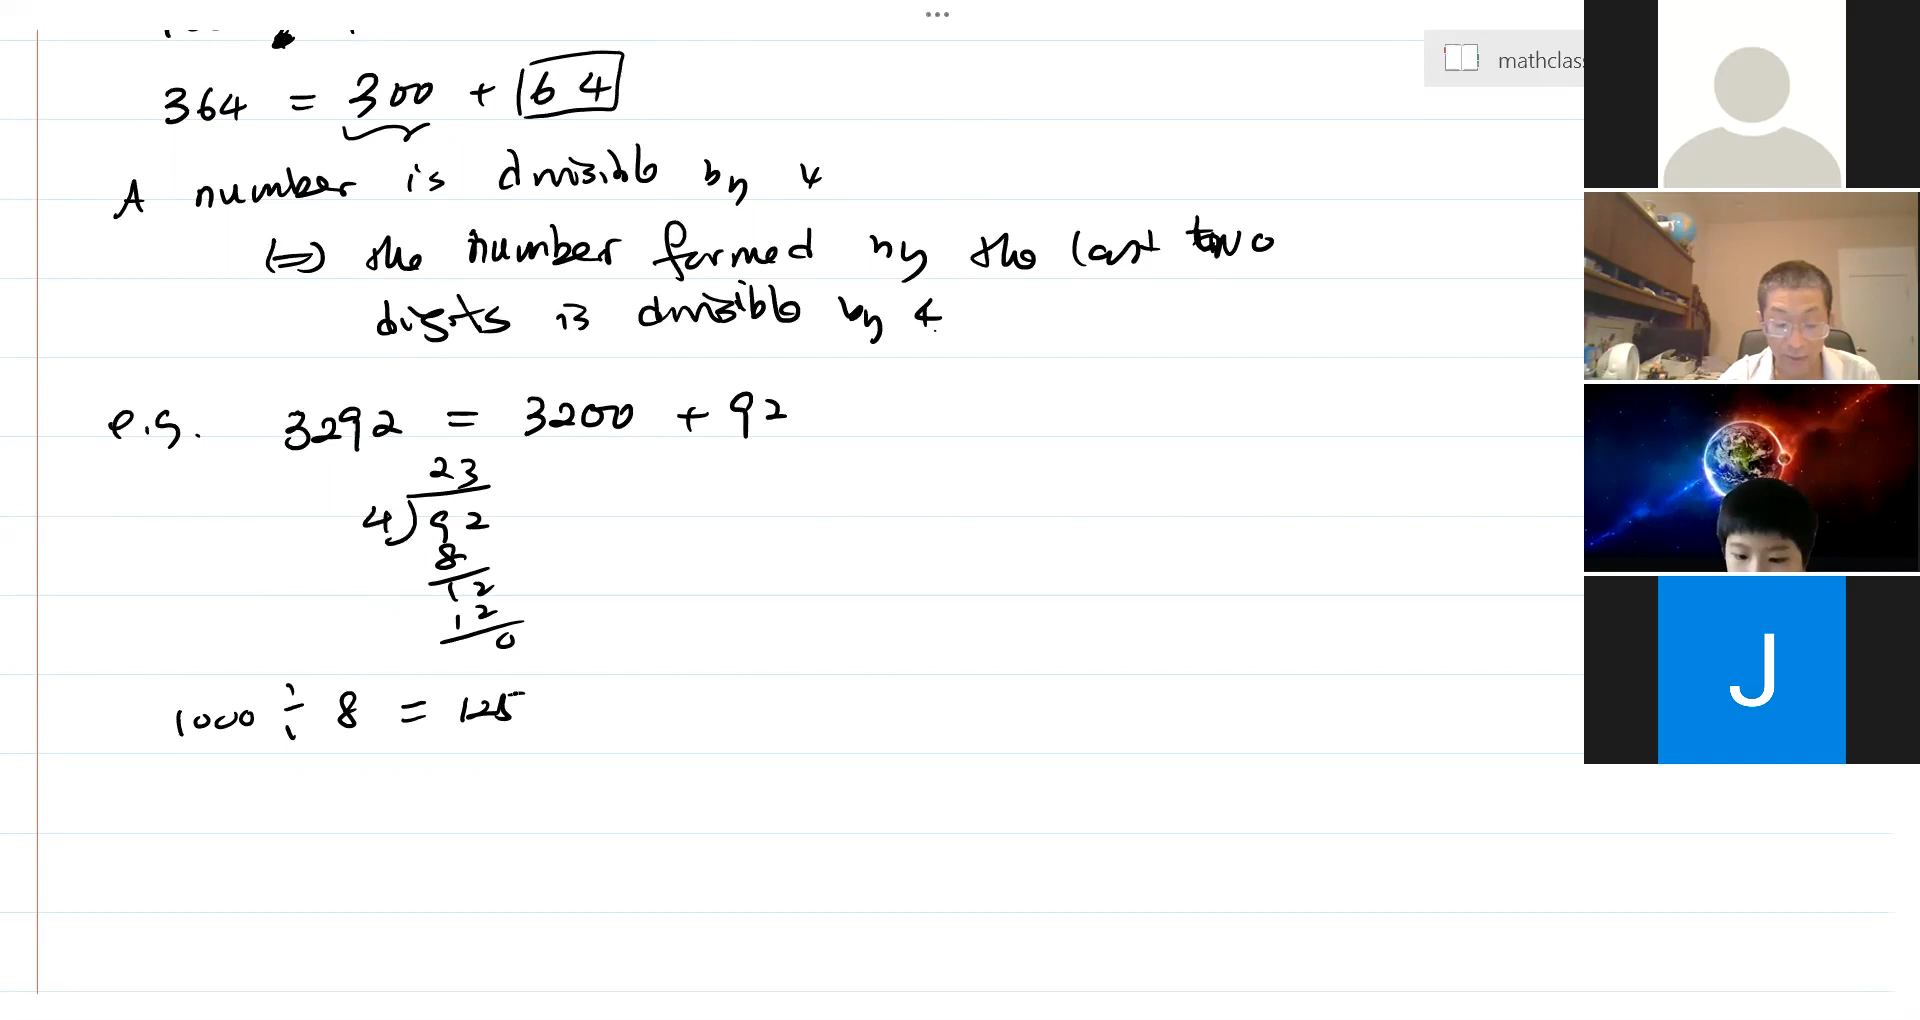 mathclas
364 = 300 + 64
A number is divisible by 4
(⇒) the number formed by the last two
digits is divisible by 4.
e.g. 3292 = 3200 + 92
23
4)92
8
12
12
0
1000 ÷ 8 = 125
J